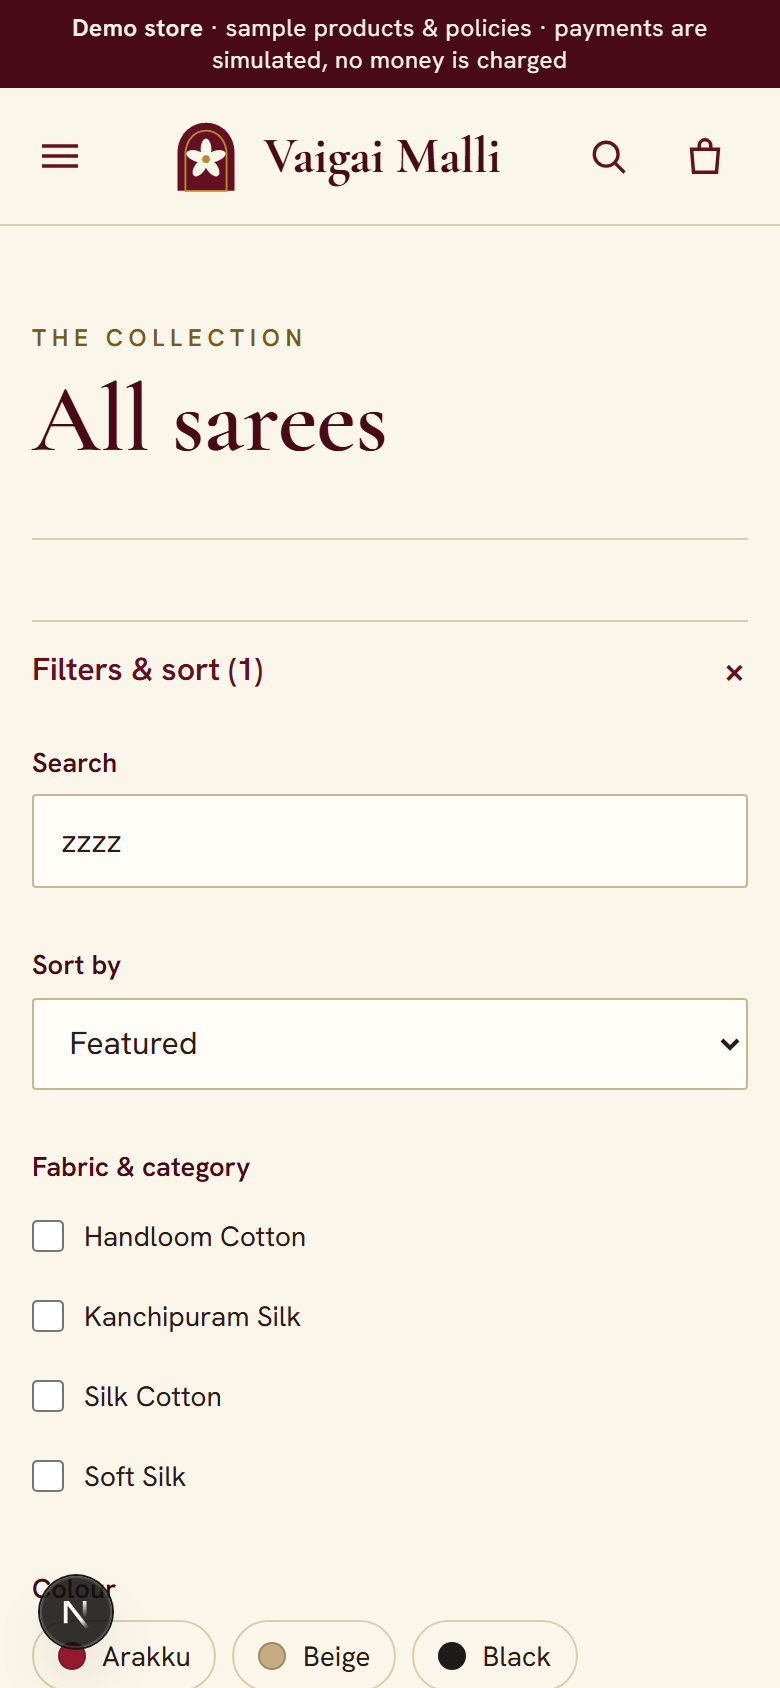 Demo store · sample products & policies · payments are
simulated, no money is charged
Vaigai Malli
THE COLLECTION
All sarees
Filters & sort (1)
Search
zzzz
Sort by
Featured
Fabric & category
Handloom Cotton
Kanchipuram Silk
Silk Cotton
Soft Silk
Colour
N
Arakku Beige Black